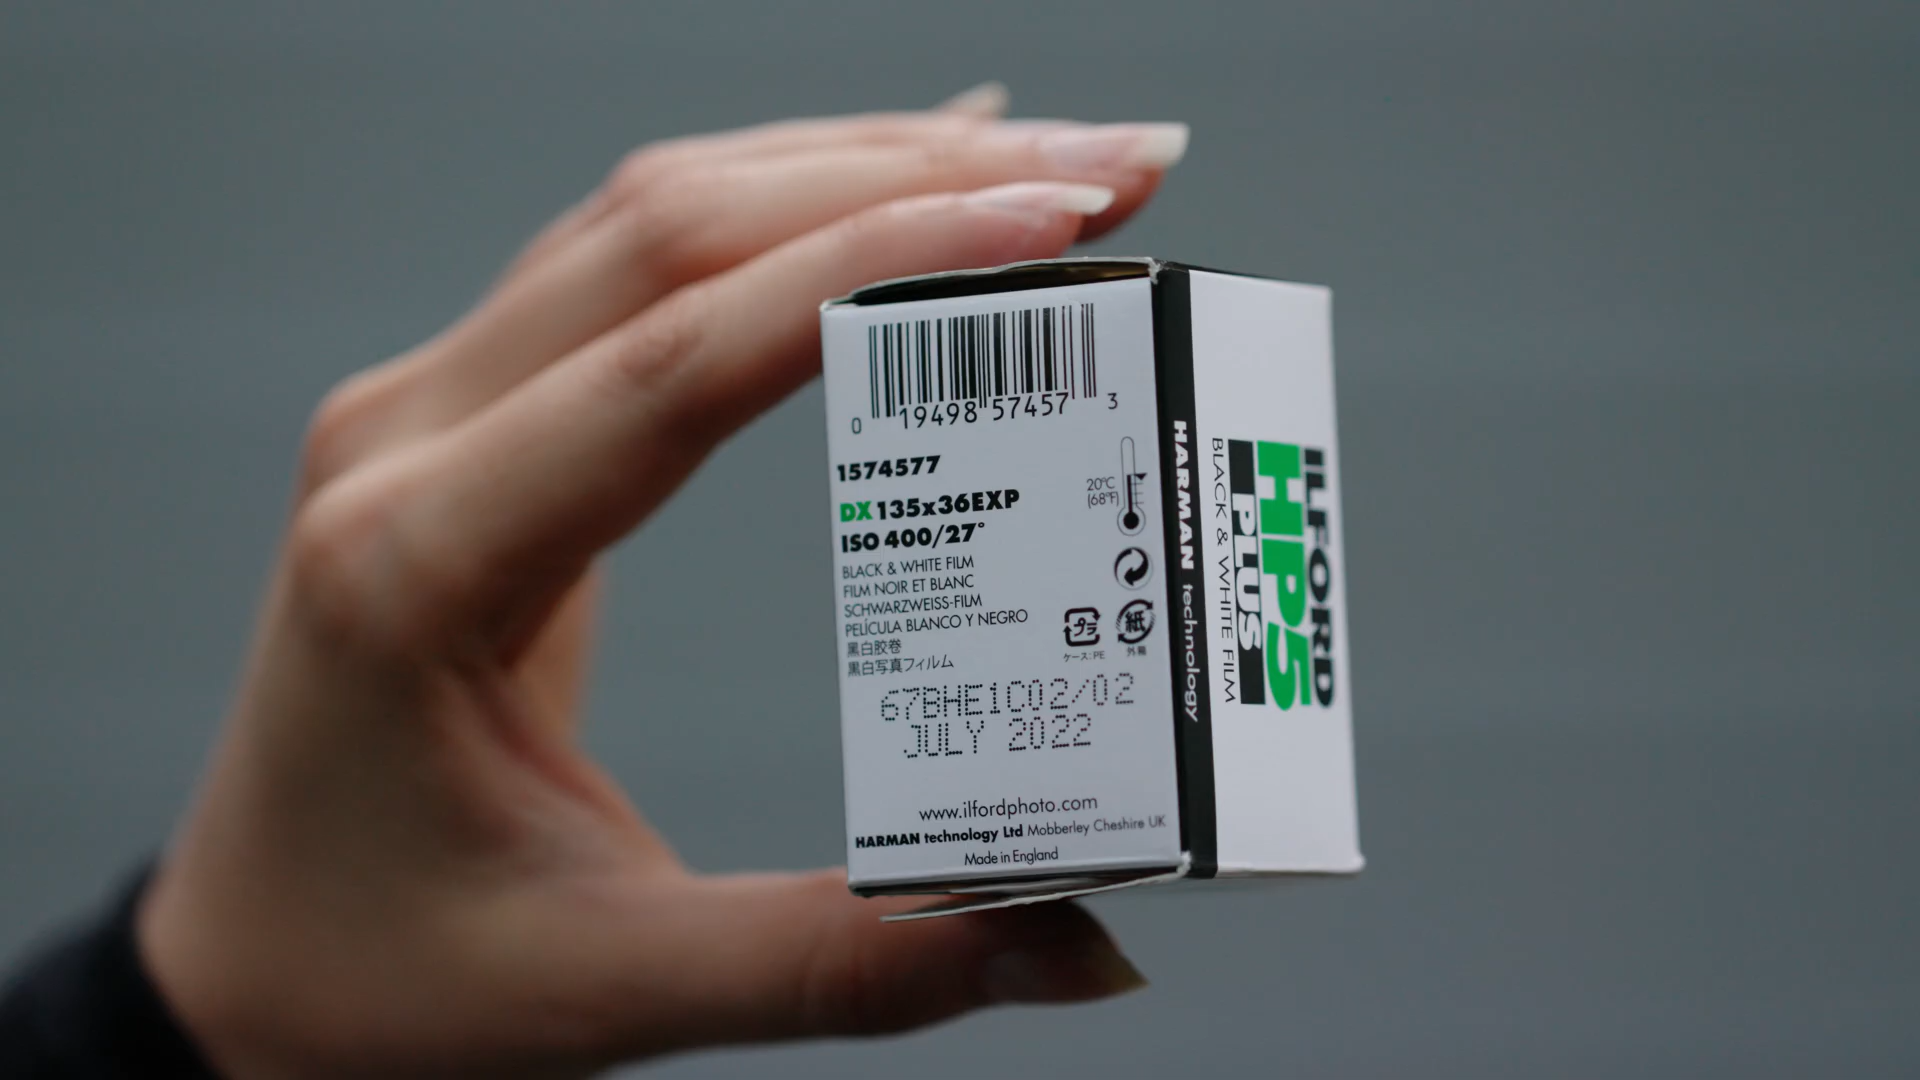 0 19498 57457 3
1574577
DX 135x36EXP
ISO 400/27°
BLACK & WHITE FILM
FILM NOIR ET BLANC
SCHWARZWEISS-FILM
PELÍCULA BLANCO Y NEGRO
黑白胶卷
黒白写真フィルム
20°C
(68°F)
プラ
ケース:PE
紙
外箱
67BHE1C02/02
JULY 2022
www.ilfordphoto.com
HARMAN technology Ltd Mobberley Cheshire UK
Made in England
HARMAN technology
ILFORD
HP5
PLUS
BLACK & WHITE FILM